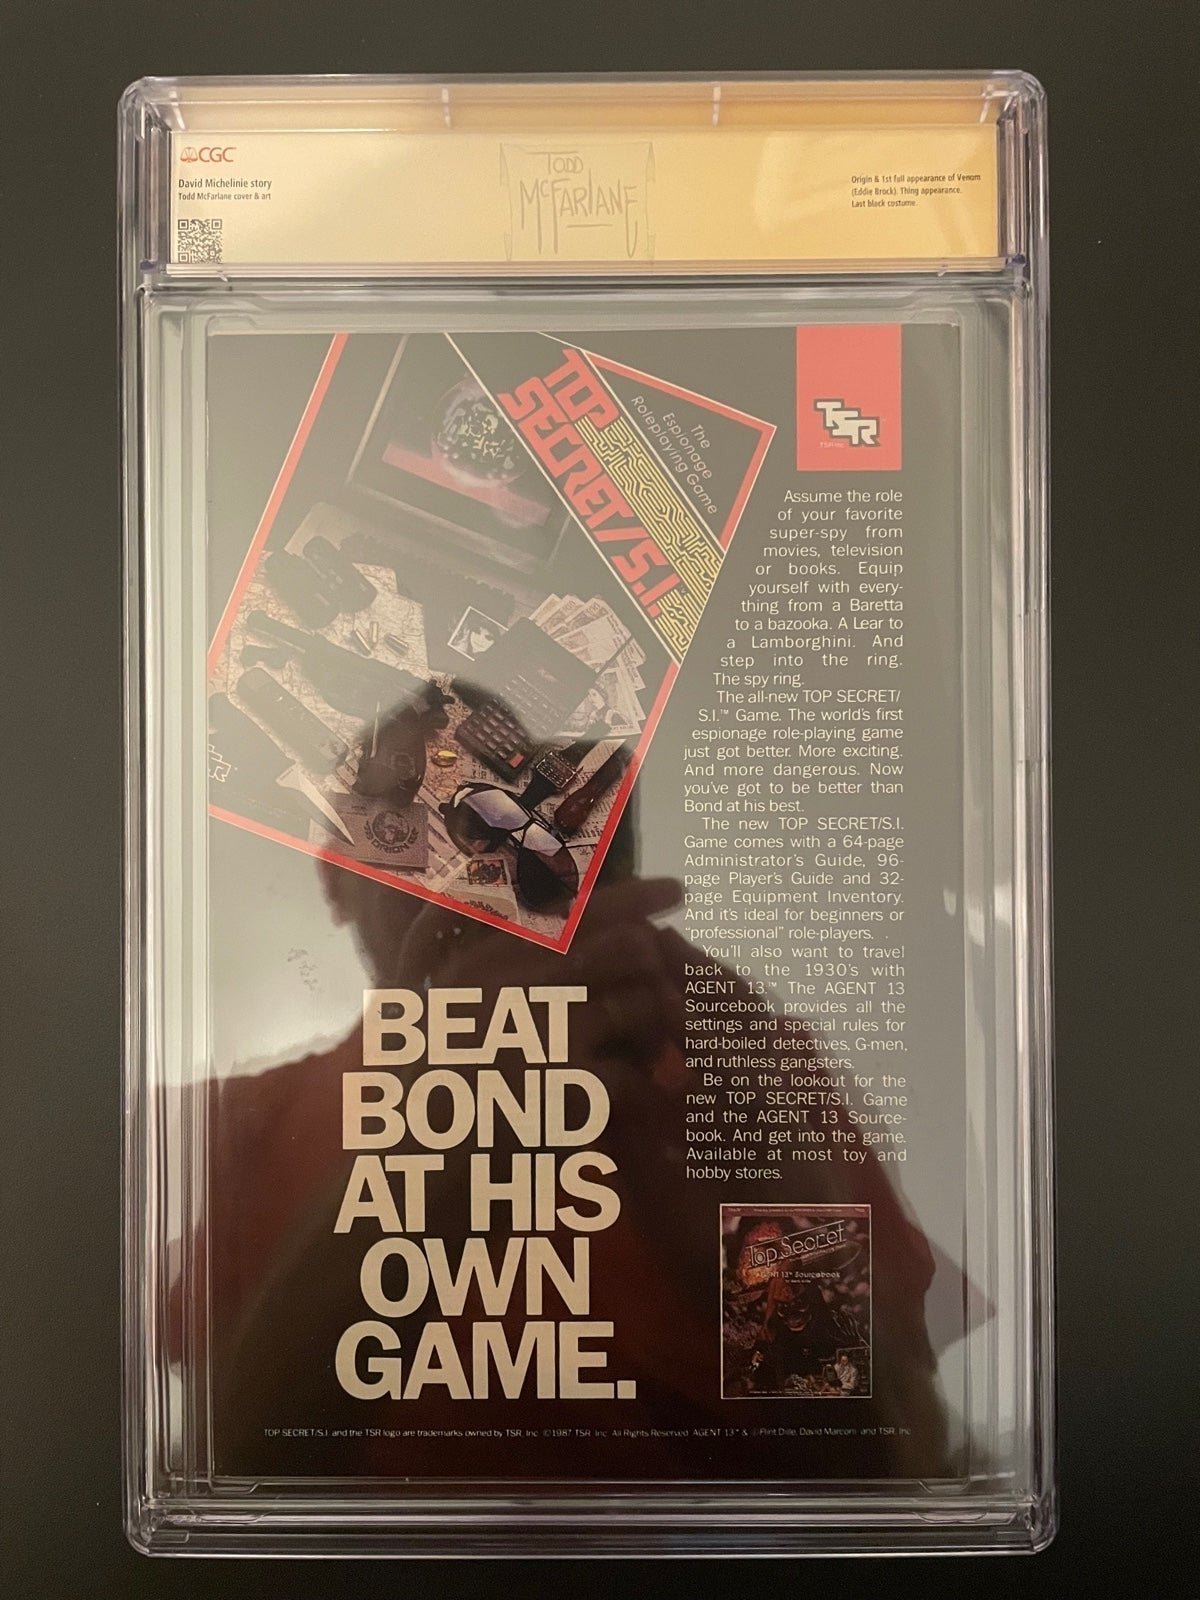 CGC
David Michelinie story
Todd McFarlane cover & art
TODD
McFARLANE
Origin & 1st full appearance of Venom
(Eddie Brock). Thing appearance.
Last black costume.
TOP
SECRET/S.I.
The
Espionage
Roleplaying Game
TSR
ORION
Assume the role
of your favorite
super-spy from
movies, television
or books. Equip
yourself with every-
thing from a Baretta
to a bazooka. A Lear to
a Lamborghini. And
step into the ring.
The spy ring.
The all-new TOP SECRET/
S.I.™ Game. The world's first
espionage role-playing game
just got better. More exciting.
And more dangerous. Now
you've got to be better than
Bond at his best.
The new TOP SECRET/S.I.
Game comes with a 64-page
Administrator's Guide, 96-
page Player's Guide and 32-
page Equipment Inventory.
And it's ideal for beginners or
"professional" role-players.
You'll also want to travel
back to the 1930's with
AGENT 13.™ The AGENT 13
Sourcebook provides all the
settings and special rules for
hard-boiled detectives, G-men,
and ruthless gangsters.
Be on the lookout for the
new TOP SECRET/S.I. Game
and the AGENT 13 Source-
book. And get into the game.
Available at most toy and
hobby stores.
BEAT
BOND
AT HIS
OWN
GAME.
Top Secret
AGENT 13™ Sourcebook
TOP SECRET/S.I. and the TSR logo are trademarks owned by TSR, Inc. ©1987 TSR, Inc. All Rights Reserved. AGENT 13™ & © Flint Dille, David Marconi and TSR, Inc.